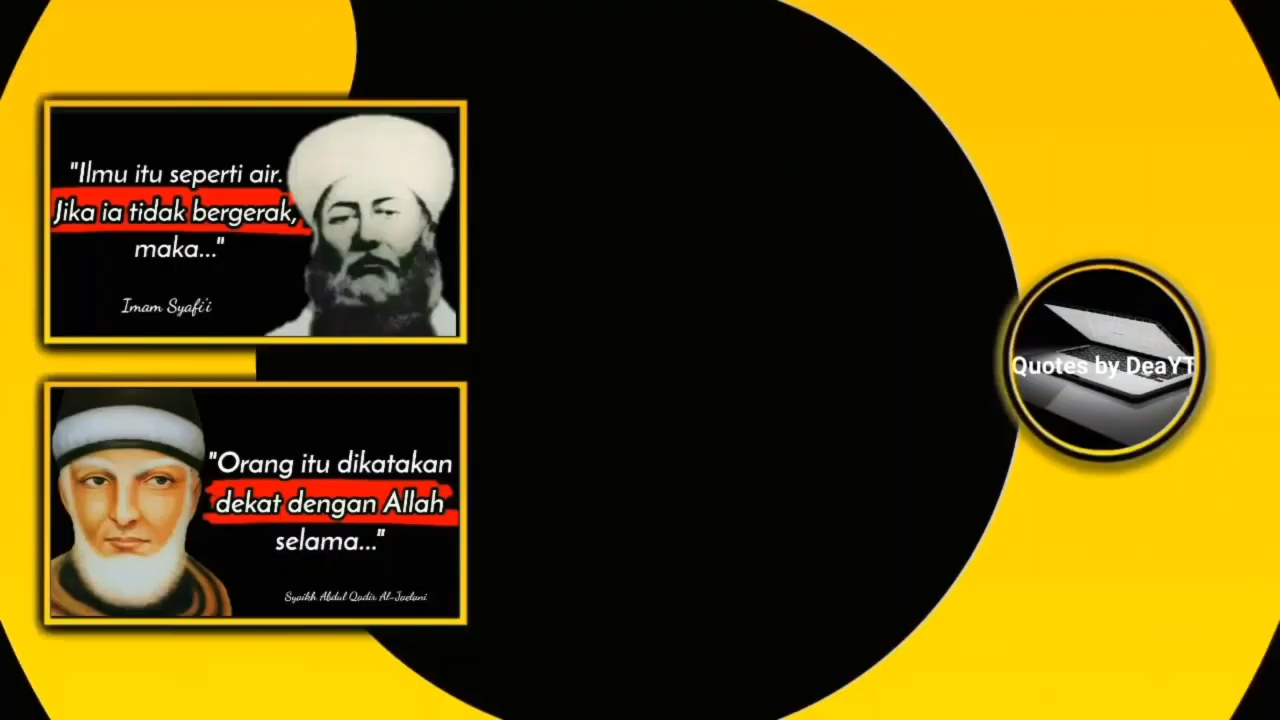 "Ilmu itu seperti air.
Jika ia tidak bergerak,
maka..."
Imam Syafi'i
"Orang itu dikatakan
dekat dengan Allah
selama..."
Syaikh Abdul Qadir Al-Jaelani
Quotes by DeaYT